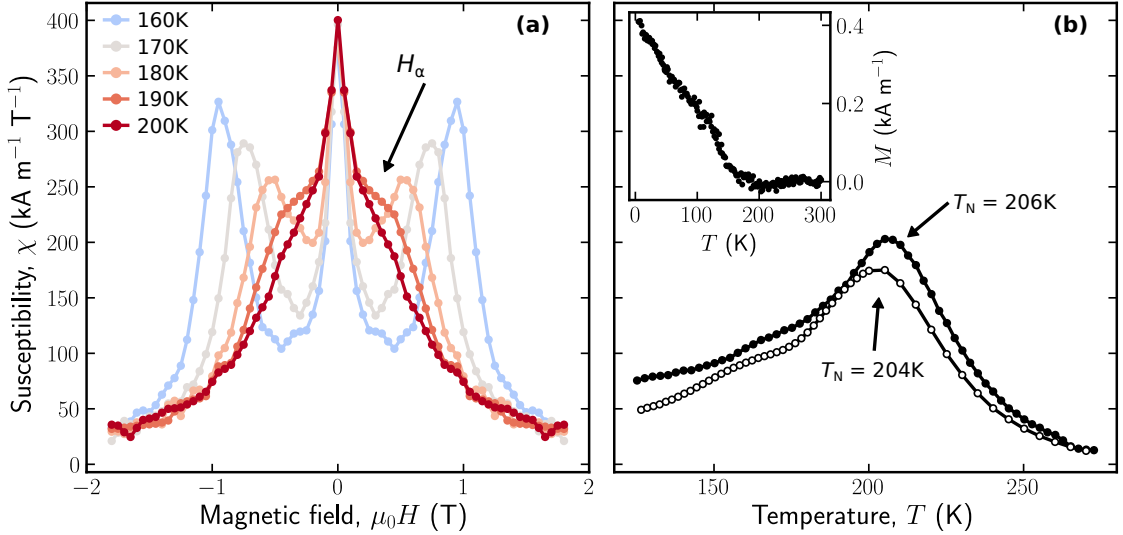 (a)
160K
170K
180K
190K
200K
H_α
Susceptibility, χ (kA m⁻¹ T⁻¹)
400
350
300
250
200
150
100
50
0
−2
−1
0
1
2
Magnetic field, μ₀H (T)
(b)
0.4
0.2
0.0
M (kA m⁻¹)
0
100
200
300
T (K)
T_N = 206K
T_N = 204K
150
200
250
Temperature, T (K)